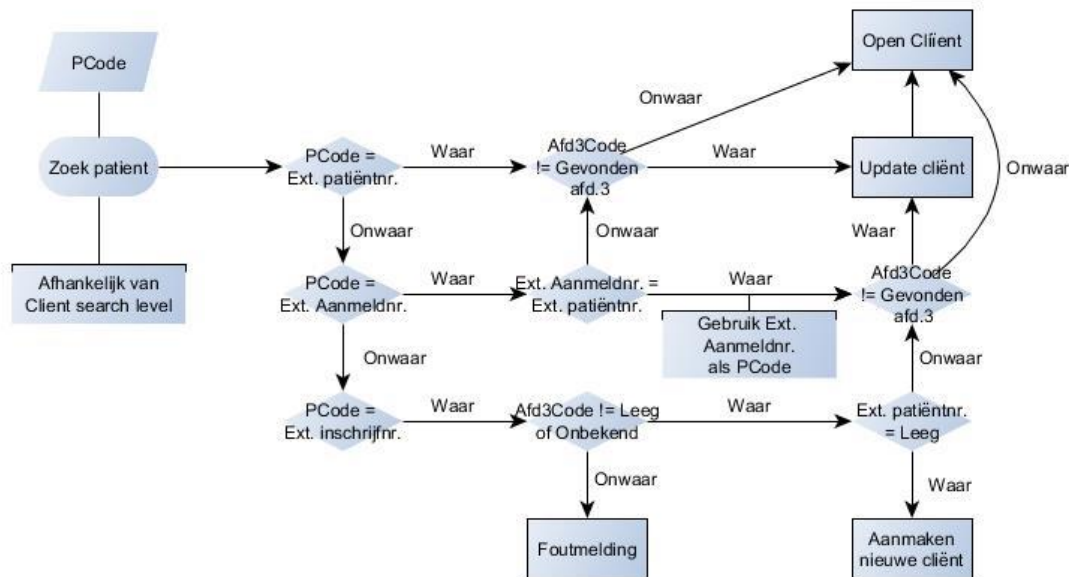 PCode
Open Clíïent
Onwaar
Zoek patient
PCode =
Ext. patiëntnr.
Waar
Afd3Code
!= Gevonden
afd.3
Waar
Update cliënt
Onwaar
Onwaar
Onwaar
Waar
Afhankelijk van
Client search level
PCode =
Ext. Aanmeldnr.
Waar
Ext. Aanmeldnr. =
Ext. patiëntnr.
Waar
Afd3Code
!= Gevonden
afd.3
Gebruik Ext.
Aanmeldnr.
als PCode
Onwaar
Onwaar
PCode =
Ext. inschrijfnr.
Waar
Afd3Code != Leeg
of Onbekend
Waar
Ext. patiëntnr.
= Leeg
Onwaar
Waar
Foutmelding
Aanmaken
nieuwe cliënt